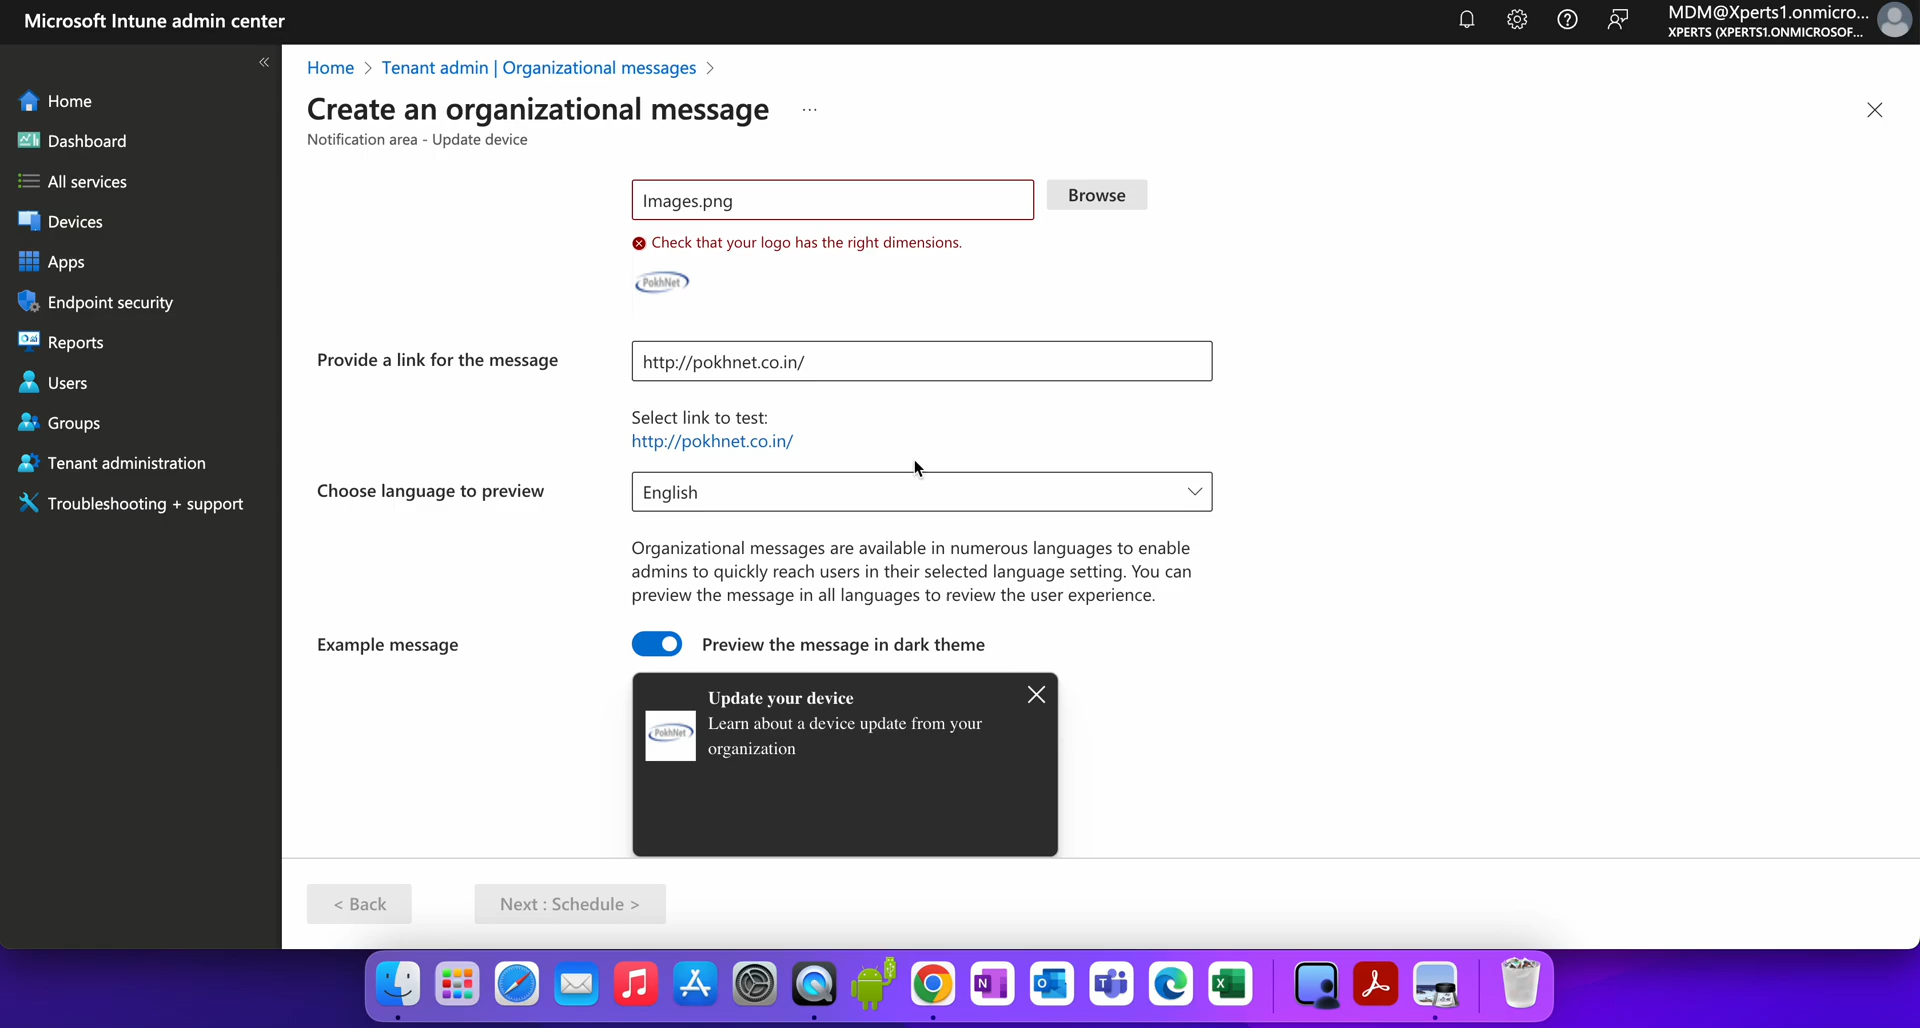 Microsoft Intune admin center
MDM@Xperts1.onmicro...
XPERTS (XPERTS1.ONMICROSOF...
Home
Dashboard
All services
Devices
Apps
Endpoint security
Reports
Users
Groups
Tenant administration
Troubleshooting + support
Home > Tenant admin | Organizational messages >
Create an organizational message ...
Notification area - Update device
Images.png
Browse
Check that your logo has the right dimensions.
PokhNet
Provide a link for the message
http://pokhnet.co.in/
Select link to test:
http://pokhnet.co.in/
Choose language to preview
English
Organizational messages are available in numerous languages to enable
admins to quickly reach users in their selected language setting. You can
preview the message in all languages to review the user experience.
Example message
Preview the message in dark theme
Update your device
Learn about a device update from your
organization
PokhNet
< Back
Next : Schedule >